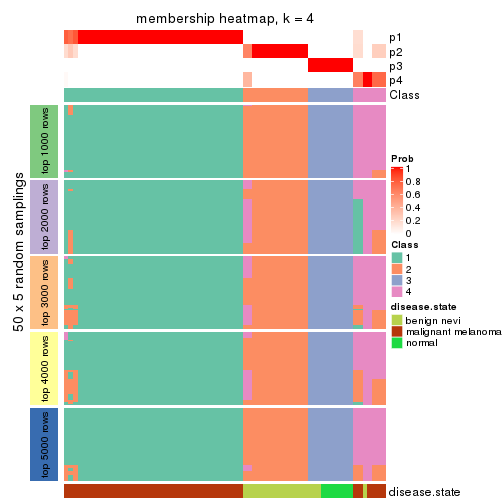 membership heatmap, k = 4
p1
p2
p3
p4
Class
50 x 5 random samplings
top 1000 rows
top 2000 rows
top 3000 rows
top 4000 rows
top 5000 rows
Prob
1
0.8
0.6
0.4
0.2
0
Class
1
2
3
4
disease.state
benign nevi
malignant melanoma
normal
disease.state